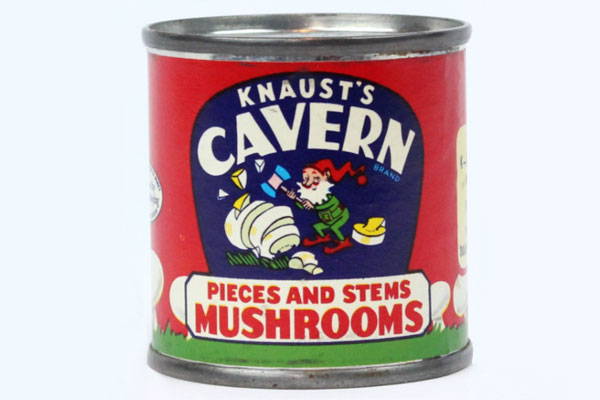 KNAUST'S
CAVERN
BRAND
PIECES AND STEMS
MUSHROOMS